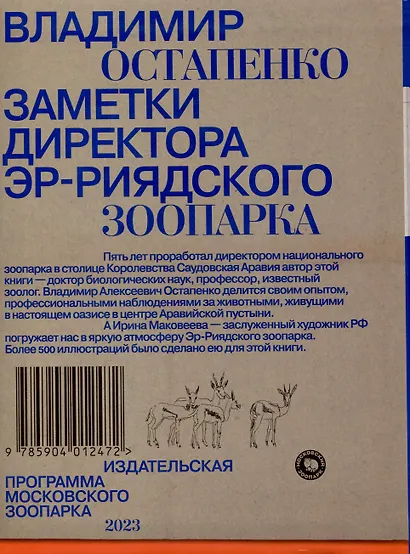 ВЛАДИМИР
ОСТАПЕНКО
ЗАМЕТКИ
ДИРЕКТОРА
ЭР-РИЯДСКОГО
ЗООПАРКА
Пять лет проработал директором национального
зоопарка в столице Королевства Саудовская Аравия автор этой
книги — доктор биологических наук, профессор, известный
зоолог. Владимир Алексеевич Остапенко делится своим опытом,
профессиональными наблюдениями за животными, живущими
в настоящем оазисе в центре Аравийской пустыни.
А Ирина Маковеева — заслуженный художник РФ
погружает нас в яркую атмосферу Эр-Риядского зоопарка.
Более 500 иллюстраций было сделано ею для этой книги.
9 785904 012472 >
ИЗДАТЕЛЬСКАЯ
ПРОГРАММА
МОСКОВСКОГО
ЗООПАРКА
2023
МОСКОВСКИЙ
ЗООПАРК